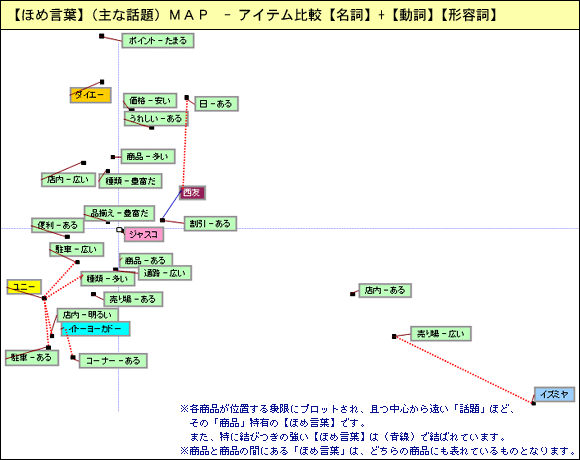 【ほめ言葉】（主な話題）ＭＡＰ －アイテム比較【名詞】+【動詞】【形容詞】
ポイント－たまる
ダイエー
価格－安い
日－ある
うれしい－ある
商品－多い
店内－広い
種類－豊富だ
西友
品揃え－豊富だ
便利－ある
割引－ある
ジャスコ
駐車－広い
商品－ある
通路－広い
種類－多い
ユニー
売り場－ある
店内－ある
店内－明るい
イトーヨーカドー
売り場－広い
駐車－ある
コーナー－ある
イズミヤ
※各商品が位置する象限にプロットされ、且つ中心から遠い「話題」ほど、
その「商品」特有の【ほめ言葉】です。
また、特に結びつきの強い【ほめ言葉】は（青線）で結ばれています。
※商品と商品の間にある「ほめ言葉」は、どちらの商品にも表れているものとなります。